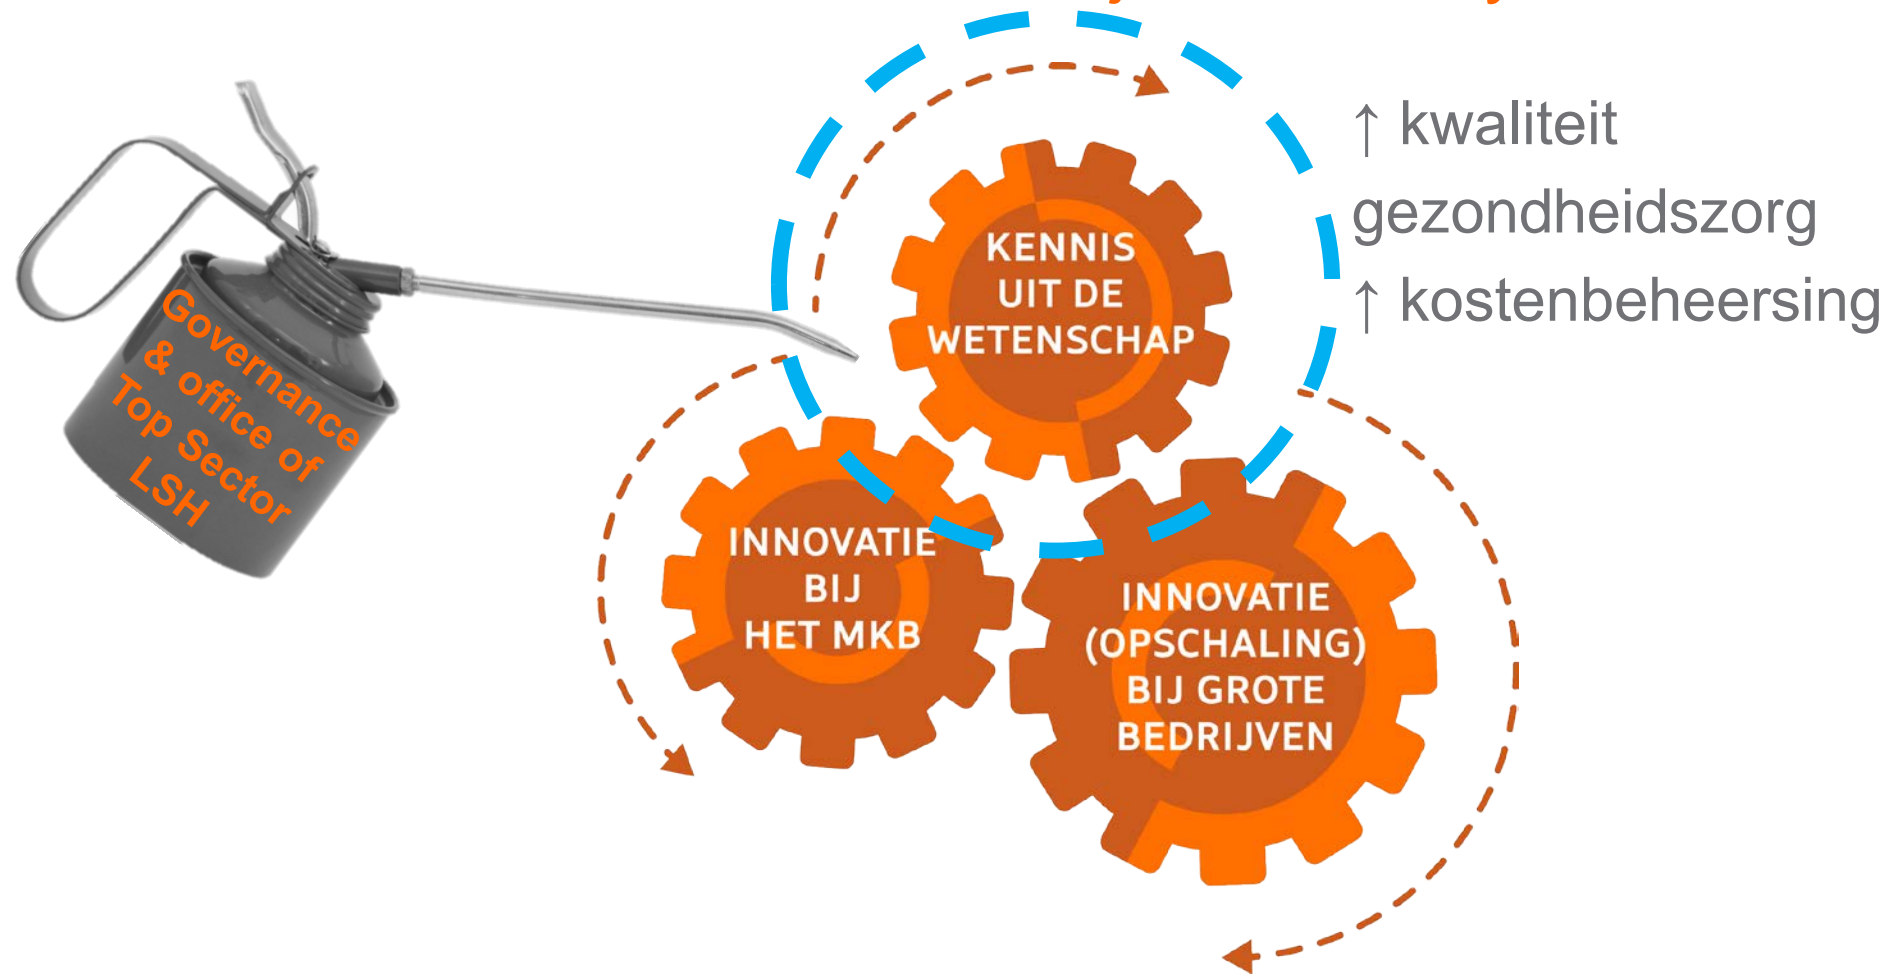 ↑ kwaliteit
gezondheidszorg
↑ kostenbeheersing
Governance
& office of
Top Sector
LSH
KENNIS
UIT DE
WETENSCHAP
INNOVATIE
BIJ
HET MKB
INNOVATIE
(OPSCHALING)
BIJ GROTE
BEDRIJVEN